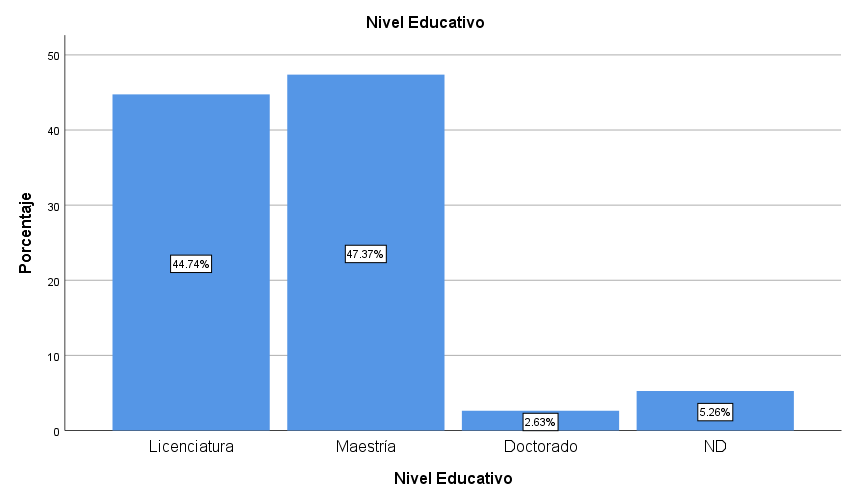 Nivel Educativo
Porcentaje
50
40
30
20
10
0
44.74%
47.37%
2.63%
5.26%
Licenciatura
Maestría
Doctorado
ND
Nivel Educativo